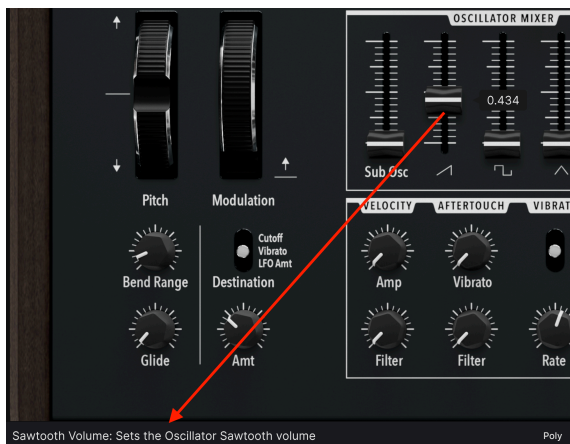 OSCILLATOR MIXER
0.434
Sub Osc
Pitch
Modulation
VELOCITY
AFTERTOUCH
Cutoff
Vibrato
LFO Amt
Bend Range
Destination
Amp
Vibrato
Glide
Amt
Filter
Filter
Rate
Sawtooth Volume: Sets the Oscillator Sawtooth volume
Poly